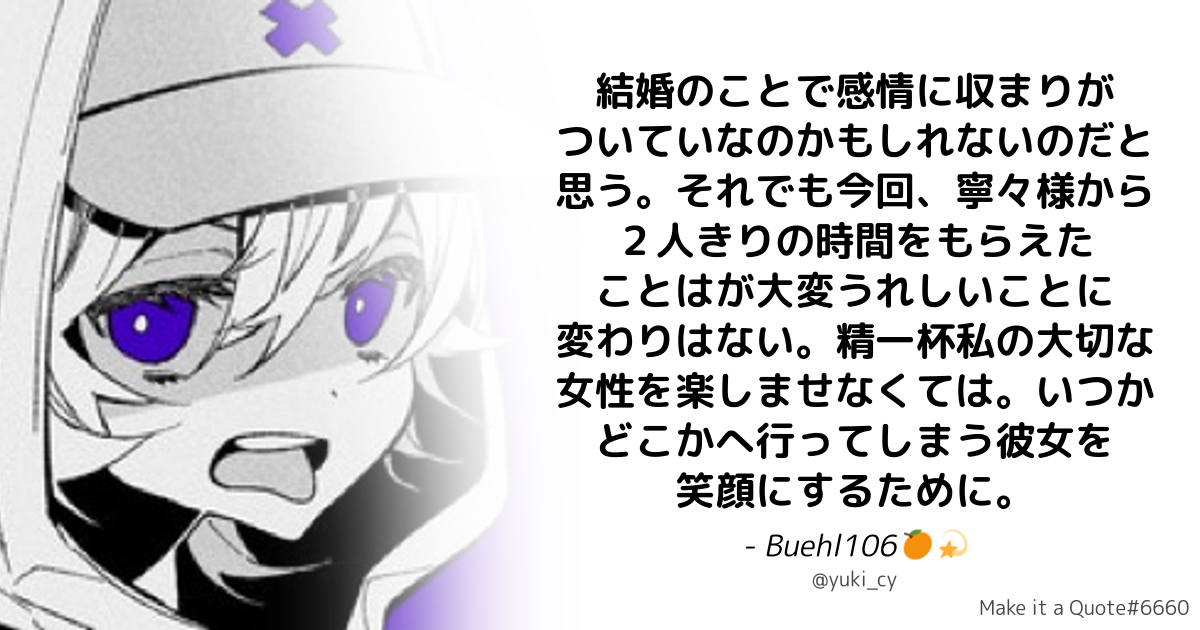 結婚のことで感情に収まりが
ついていなのかもしれないのだと
思う。それでも今回、寧々様から
２人きりの時間をもらえた
ことはが大変うれしいことに
変わりはない。精一杯私の大切な
女性を楽しませなくては。いつか
どこかへ行ってしまう彼女を
笑顔にするために。
- Buehl106🍊💫
@yuki_cy
Make it a Quote#6660